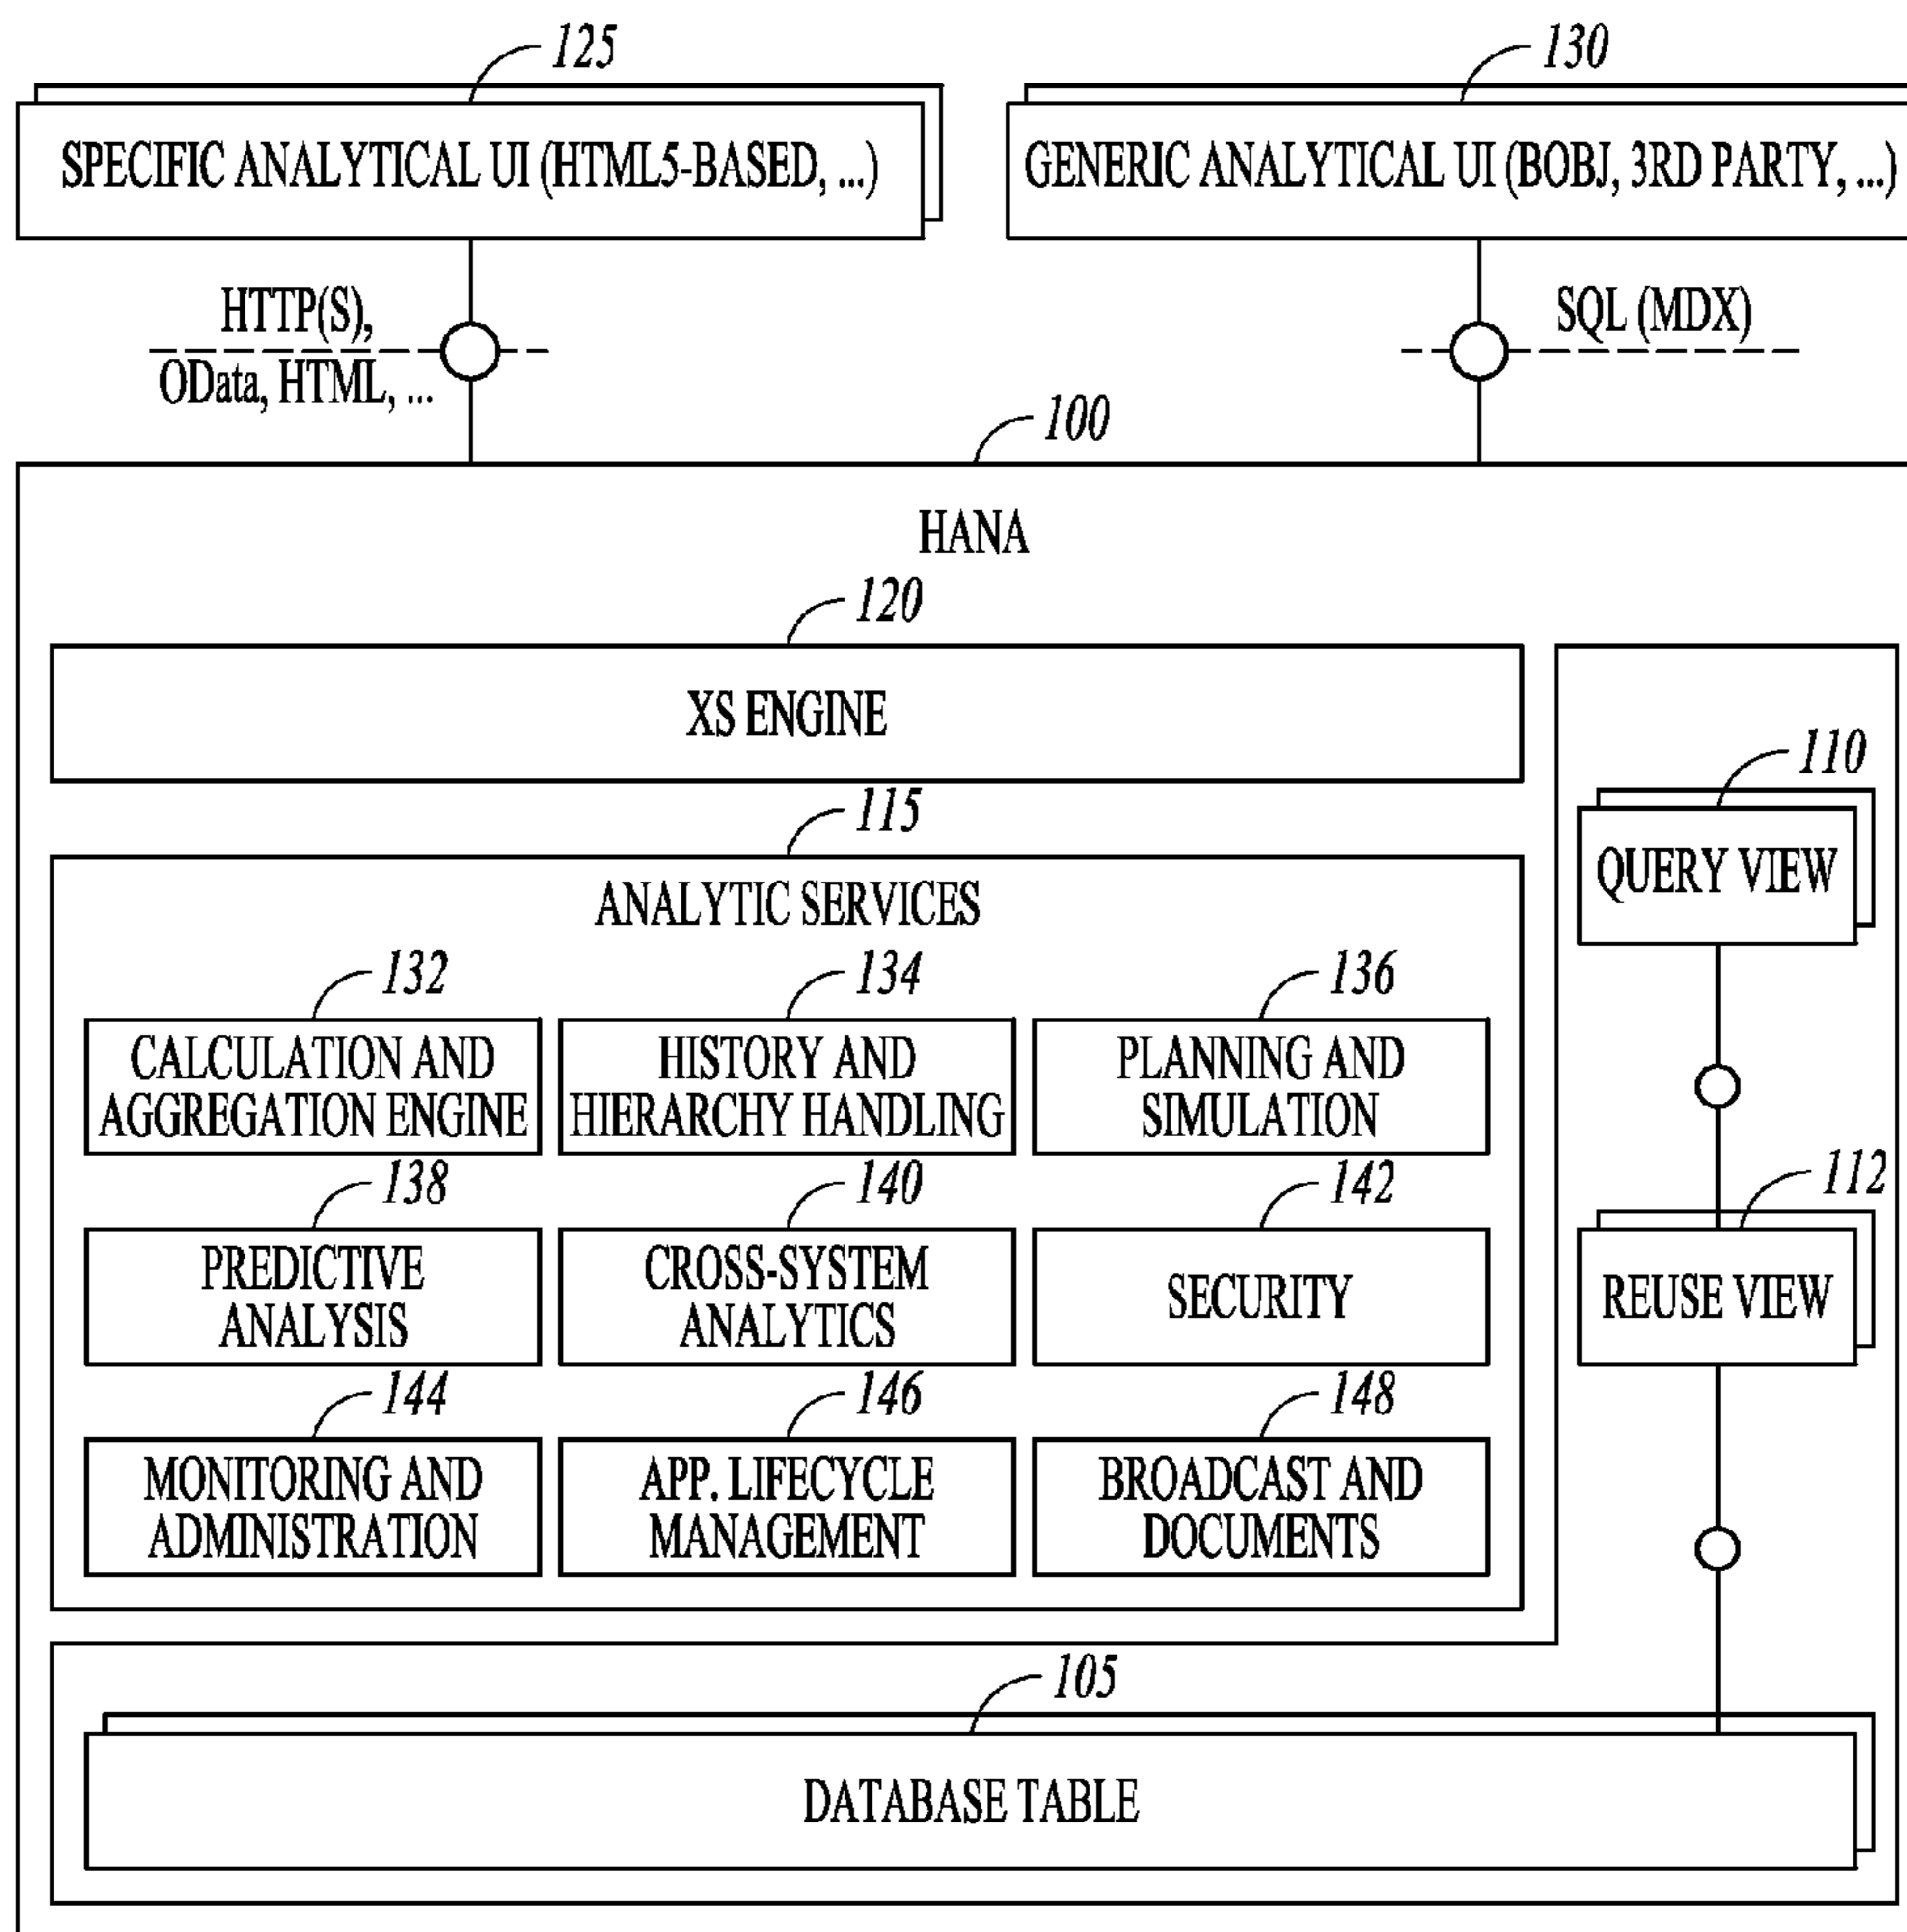 125
130
SPECIFIC ANALYTICAL UI (HTML5-BASED, ...)
GENERIC ANALYTICAL UI (BOBJ, 3RD PARTY, ...)
HTTP(S),
OData, HTML, ...
SQL (MDX)
100
HANA
120
XS ENGINE
110
QUERY VIEW
115
ANALYTIC SERVICES
132
134
136
CALCULATION AND
AGGREGATION ENGINE
HISTORY AND
HIERARCHY HANDLING
PLANNING AND
SIMULATION
138
140
142
112
PREDICTIVE
ANALYSIS
CROSS-SYSTEM
ANALYTICS
SECURITY
REUSE VIEW
144
146
148
MONITORING AND
ADMINISTRATION
APP. LIFECYCLE
MANAGEMENT
BROADCAST AND
DOCUMENTS
105
DATABASE TABLE